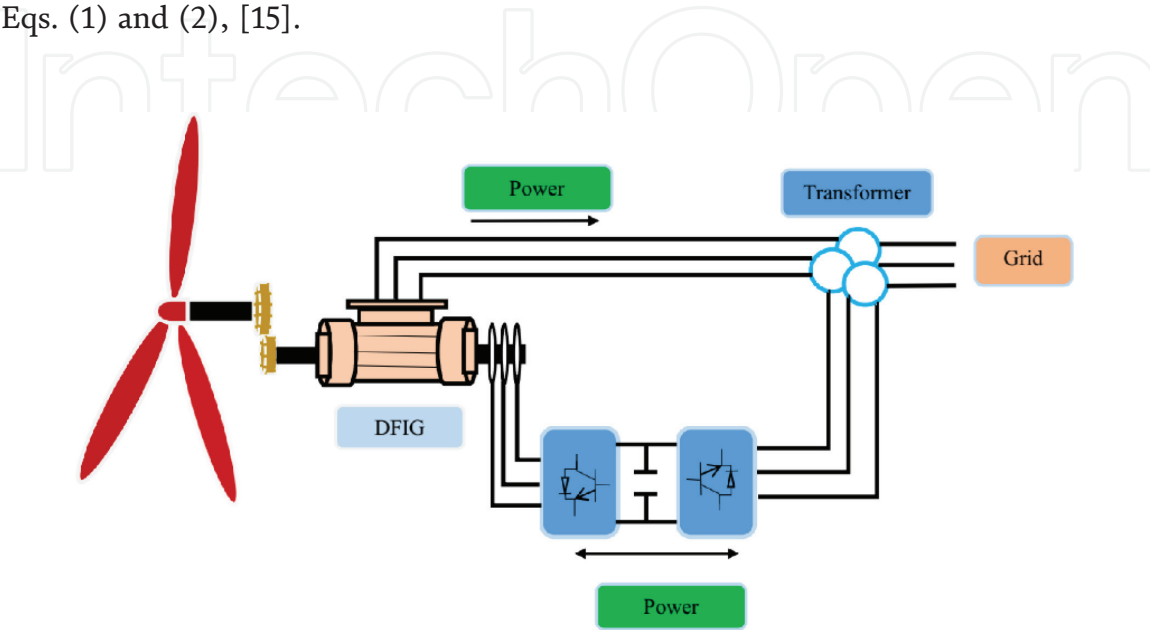 Eqs. (1) and (2), [15].
IntechOpen
Power
Transformer
Grid
DFIG
Power